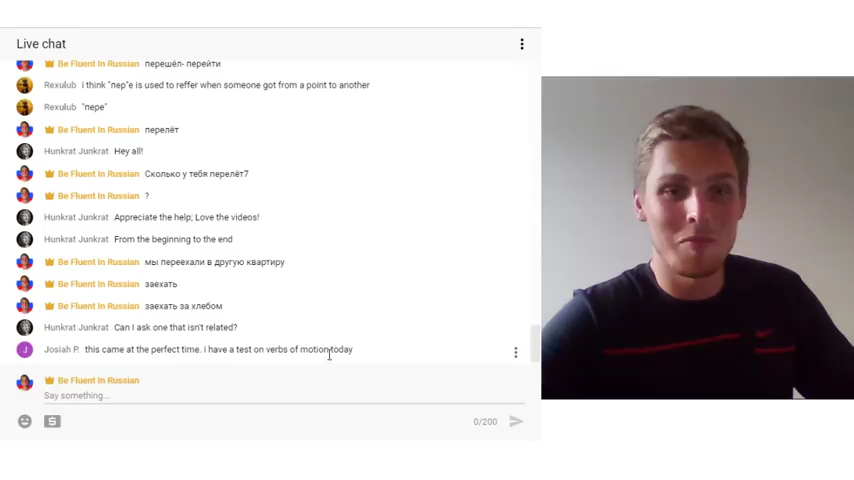 Live chat
Be Fluent In Russian перешёл- перейти
Rexulub i think "пер"e is used to reffer when someone got from a point to another
Rexulub "пере"
Be Fluent In Russian перелёт
Hunkrat Junkrat Hey all!
Be Fluent In Russian Сколько у тебя перелёт7
Be Fluent In Russian ?
Hunkrat Junkrat Appreciate the help; Love the videos!
Hunkrat Junkrat From the beginning to the end
Be Fluent In Russian мы переехали в другую квартиру
Be Fluent In Russian заехать
Be Fluent In Russian заехать за хлебом
Hunkrat Junkrat Can I ask one that isn't related?
J Josiah P. this came at the perfect time. i have a test on verbs of motion today
Be Fluent In Russian
Say something...
0/200